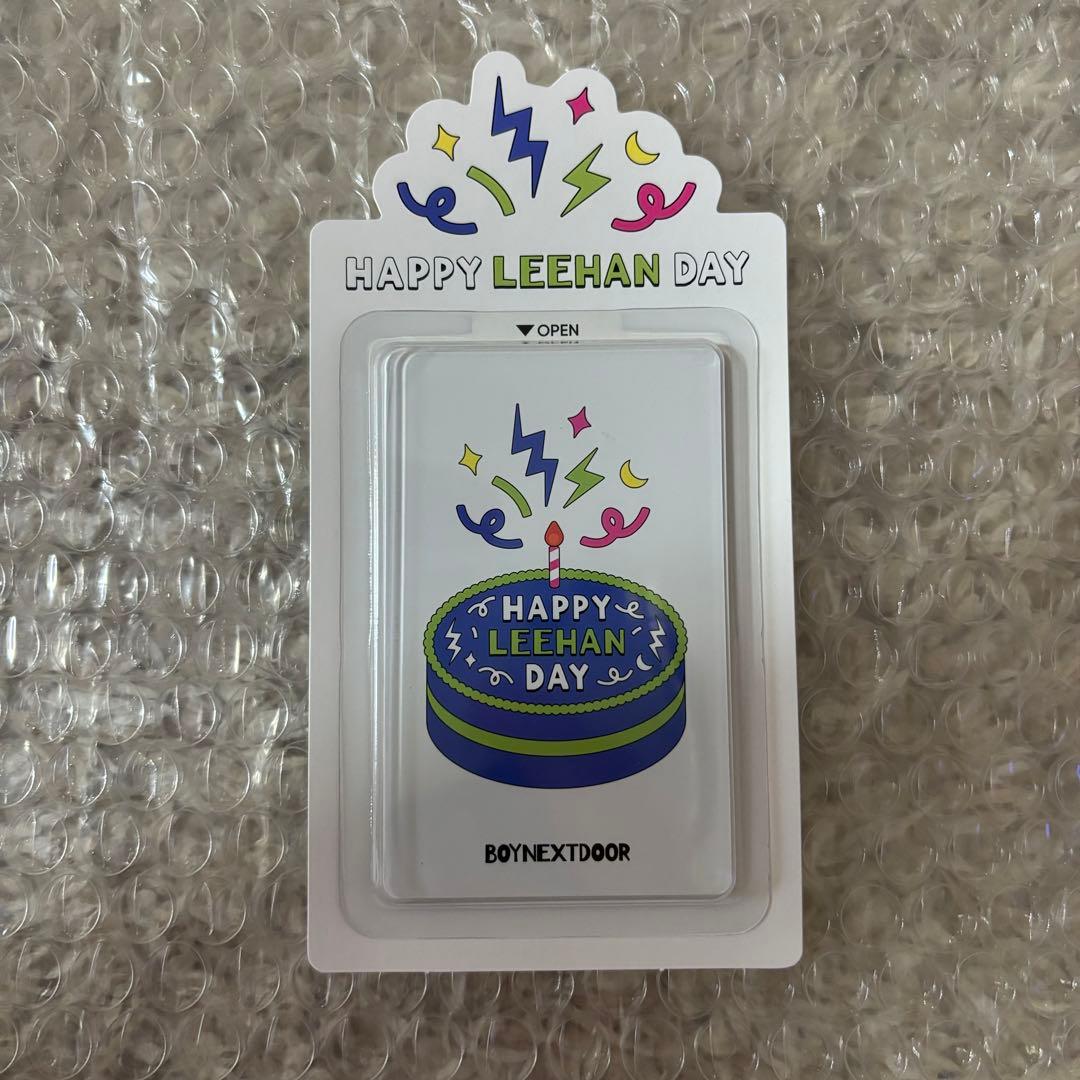 HAPPY LEEHAN DAY
▼ OPEN
HAPPY
LEEHAN
DAY
BOYNEXTDOOR